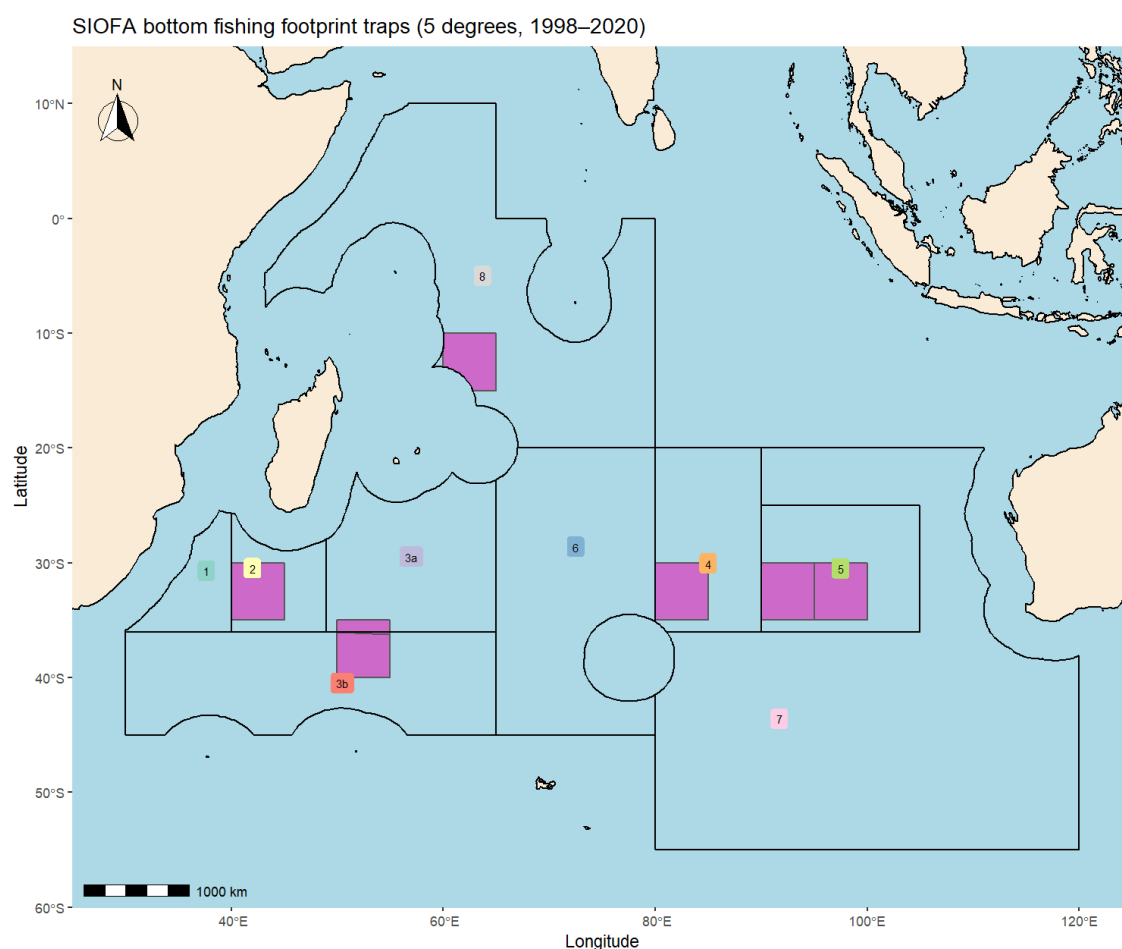 SIOFA bottom fishing footprint traps (5 degrees, 1998–2020)
N
10°N
0°
8
10°S
20°S
Latitude
3a
6
1
2
4
5
30°S
3b
40°S
7
50°S
1000 km
60°S
40°E
60°E
80°E
100°E
120°E
Longitude